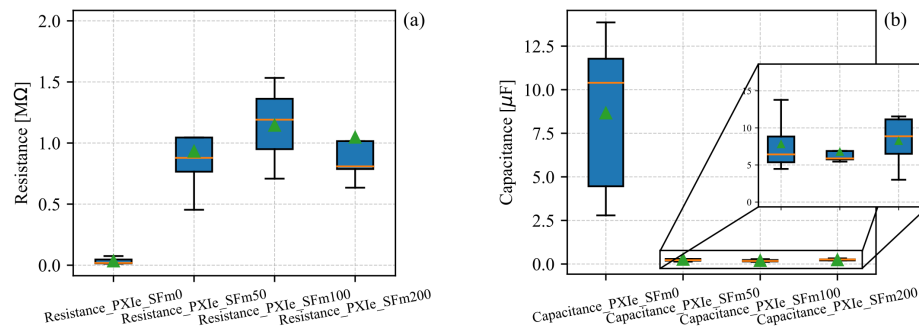 (a)
Resistance [MΩ]
2.0
1.5
1.0
0.5
0.0
Resistance_PXIe_SFm0
Resistance_PXIe_SFm50
Resistance_PXIe_SFm100
Resistance_PXIe_SFm200
(b)
Capacitance [μF]
12.5
10.0
7.5
5.0
2.5
0.0
15
10
5
0
Capacitance_PXIe_SFm0
Capacitance_PXIe_SFm50
Capacitance_PXIe_SFm100
Capacitance_PXIe_SFm200